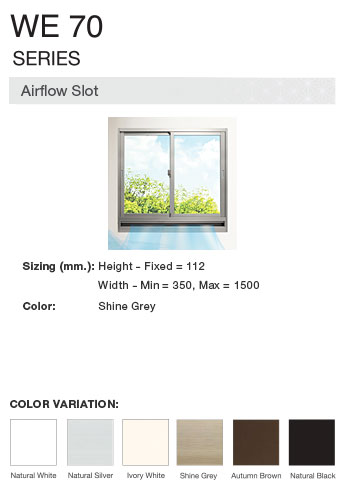 WE 70
SERIES
Airflow Slot
Sizing (mm.): Height - Fixed = 112
Width - Min = 350, Max = 1500
Color: Shine Grey
COLOR VARIATION:
Natural White Natural Silver Ivory White Shine Grey Autumn Brown Natural Black